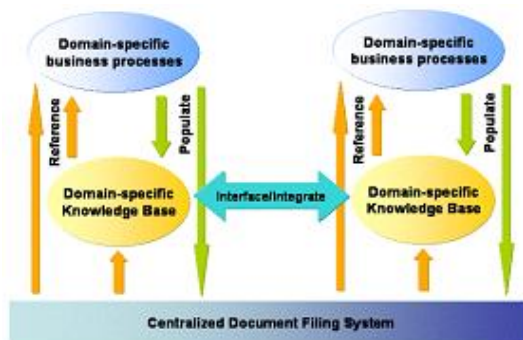 Domain-specific
business processes
Domain-specific
business processes
Reference
Populate
Reference
Populate
Domain-specific
Knowledge Base
Interface/Integrate
Domain-specific
Knowledge Base
Centralized Document Filing System